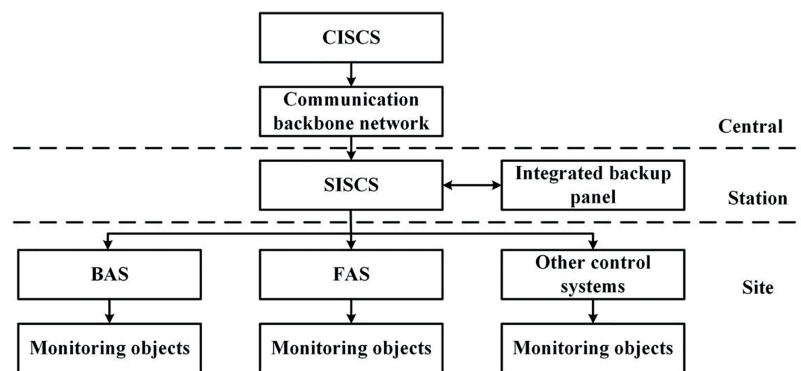 CISCS
Communication
backbone network
Central
SISCS
Integrated backup
panel
Station
BAS
FAS
Other control
systems
Site
Monitoring objects
Monitoring objects
Monitoring objects